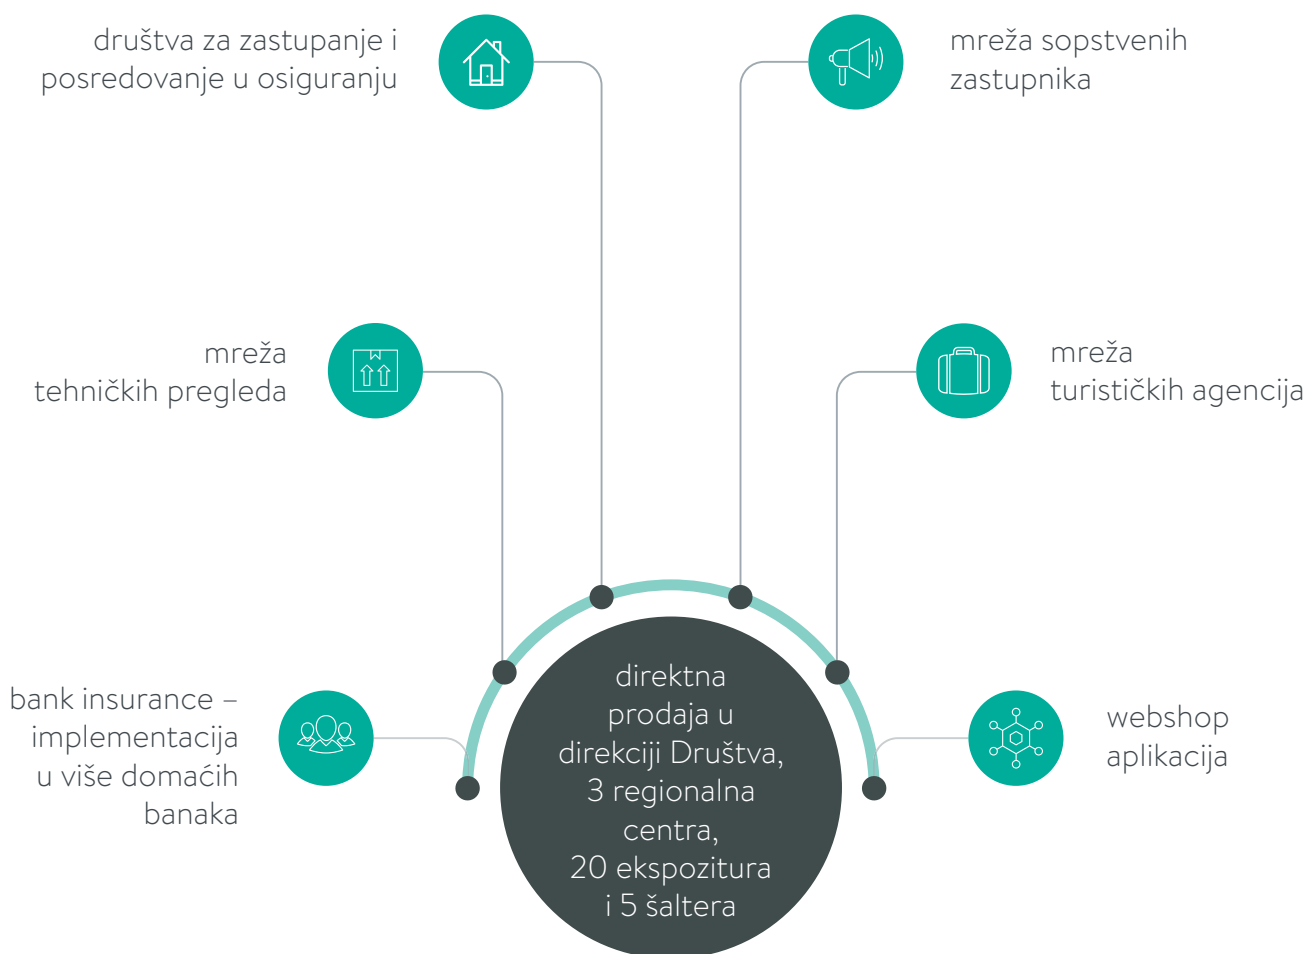 društva za zastupanje i
posredovanje u osiguranju
mreža sopstvenih
zastupnika
mreža
tehničkih pregleda
mreža
turističkih agencija
bank insurance –
implementacija
u više domaćih
banaka
direktna
prodaja u
direkciji Društva,
3 regionalna
centra,
20 ekspozitura
i 5 šaltera
webshop
aplikacija